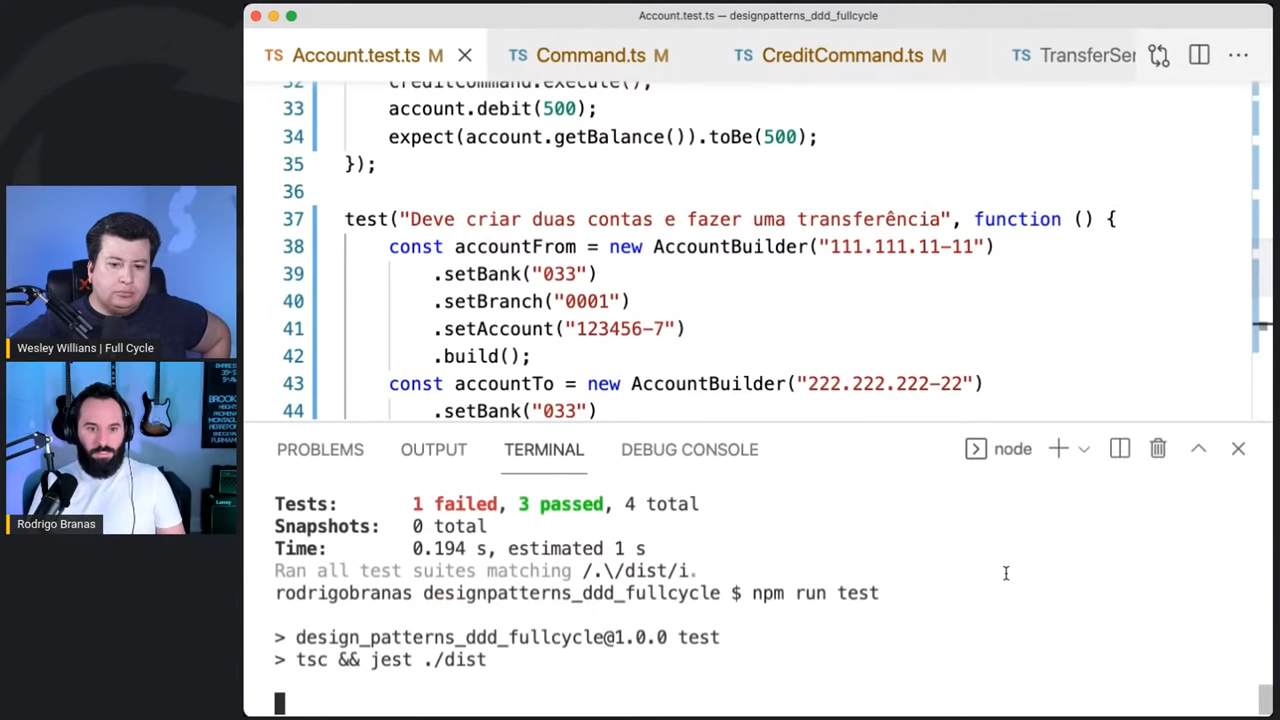 Account.test.ts — designpatterns_ddd_fullcycle
TS Account.test.ts M
TS Command.ts M
TS CreditCommand.ts M
TS TransferSer
32 creditCommand.execute();
33 account.debit(500);
34 expect(account.getBalance()).toBe(500);
35 });
36
37 test("Deve criar duas contas e fazer uma transferência", function () {
38 const accountFrom = new AccountBuilder("111.111.11-11")
39 .setBank("033")
40 .setBranch("0001")
41 .setAccount("123456-7")
42 .build();
43 const accountTo = new AccountBuilder("222.222.222-22")
44 .setBank("033")
PROBLEMS OUTPUT TERMINAL DEBUG CONSOLE node
Tests: 1 failed, 3 passed, 4 total
Snapshots: 0 total
Time: 0.194 s, estimated 1 s
Ran all test suites matching /.\/dist/i.
rodrigobranas designpatterns_ddd_fullcycle $ npm run test
> design_patterns_ddd_fullcycle@1.0.0 test
> tsc && jest ./dist
Wesley Willians | Full Cycle
Rodrigo Branas